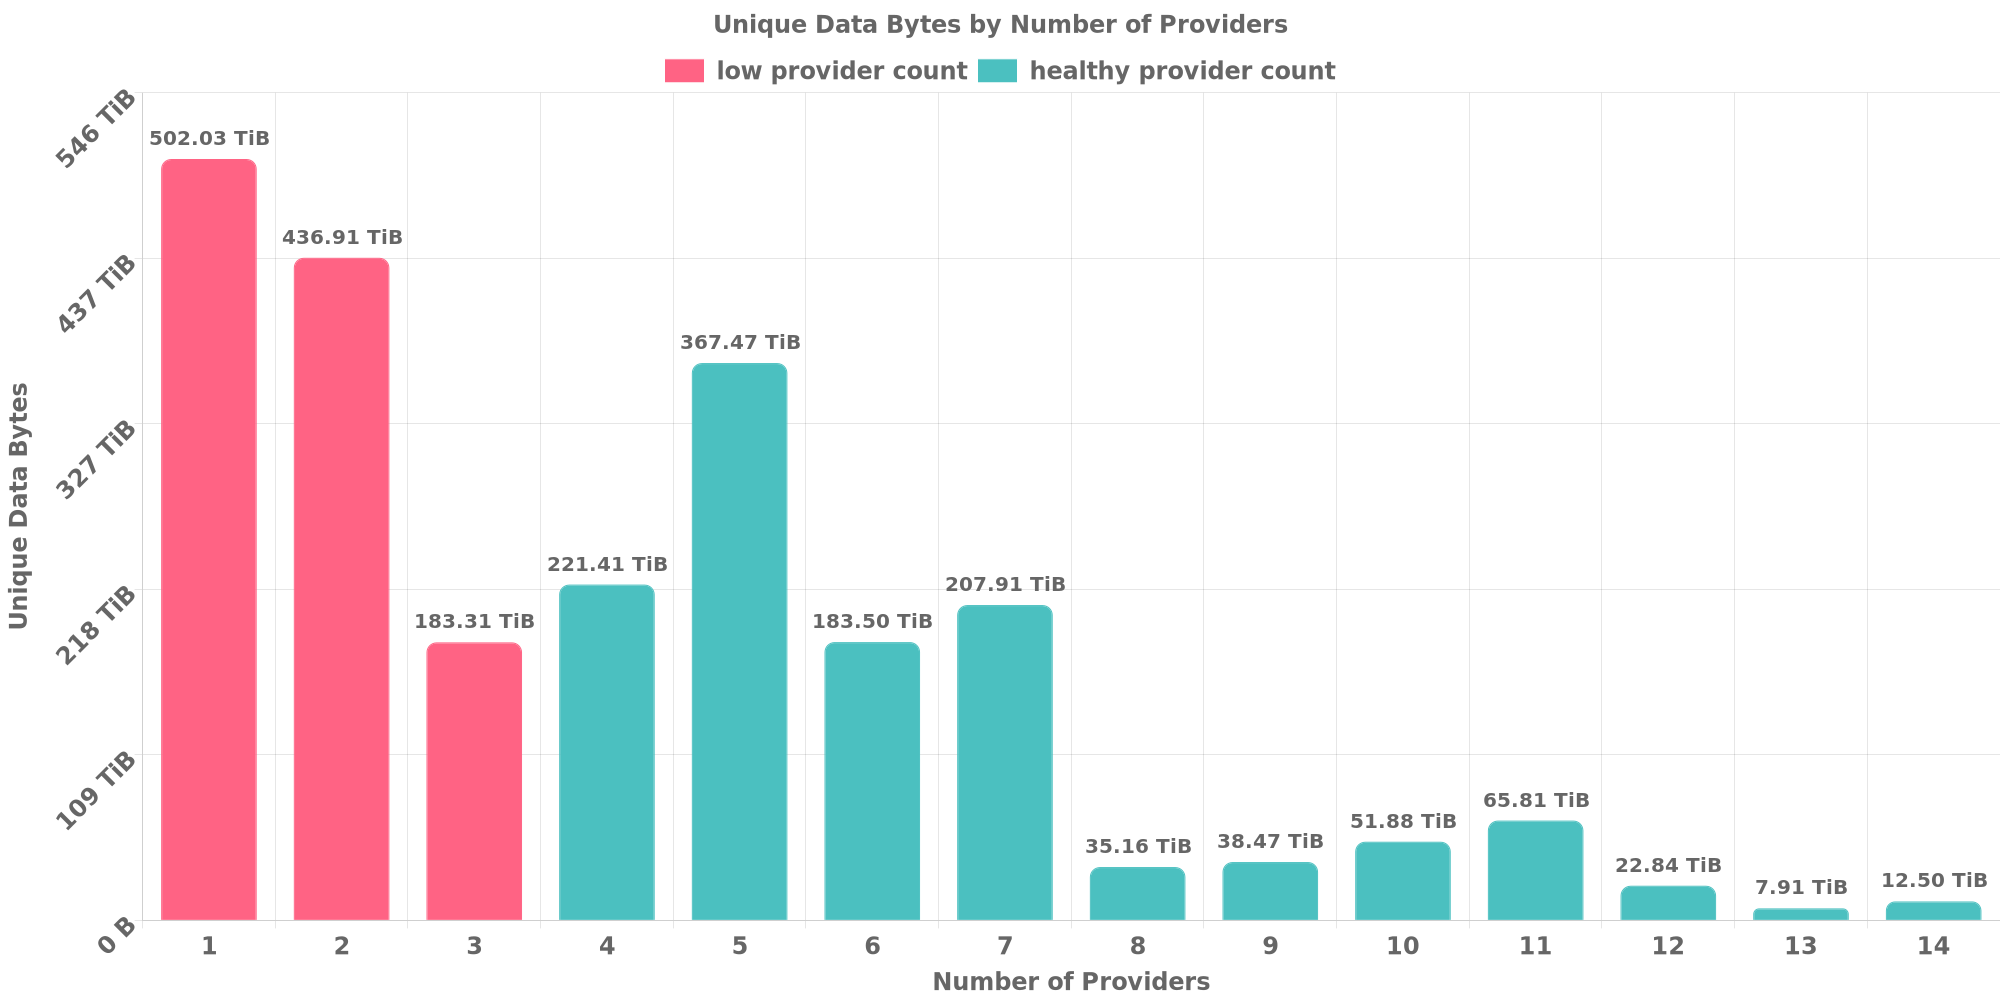 Unique Data Bytes by Number of Providers
low provider count healthy provider count
546 TiB
437 TiB
327 TiB
218 TiB
109 TiB
0 B
Unique Data Bytes
502.03 TiB
436.91 TiB
183.31 TiB
221.41 TiB
367.47 TiB
183.50 TiB
207.91 TiB
35.16 TiB
38.47 TiB
51.88 TiB
65.81 TiB
22.84 TiB
7.91 TiB
12.50 TiB
1 2 3 4 5 6 7 8 9 10 11 12 13 14
Number of Providers